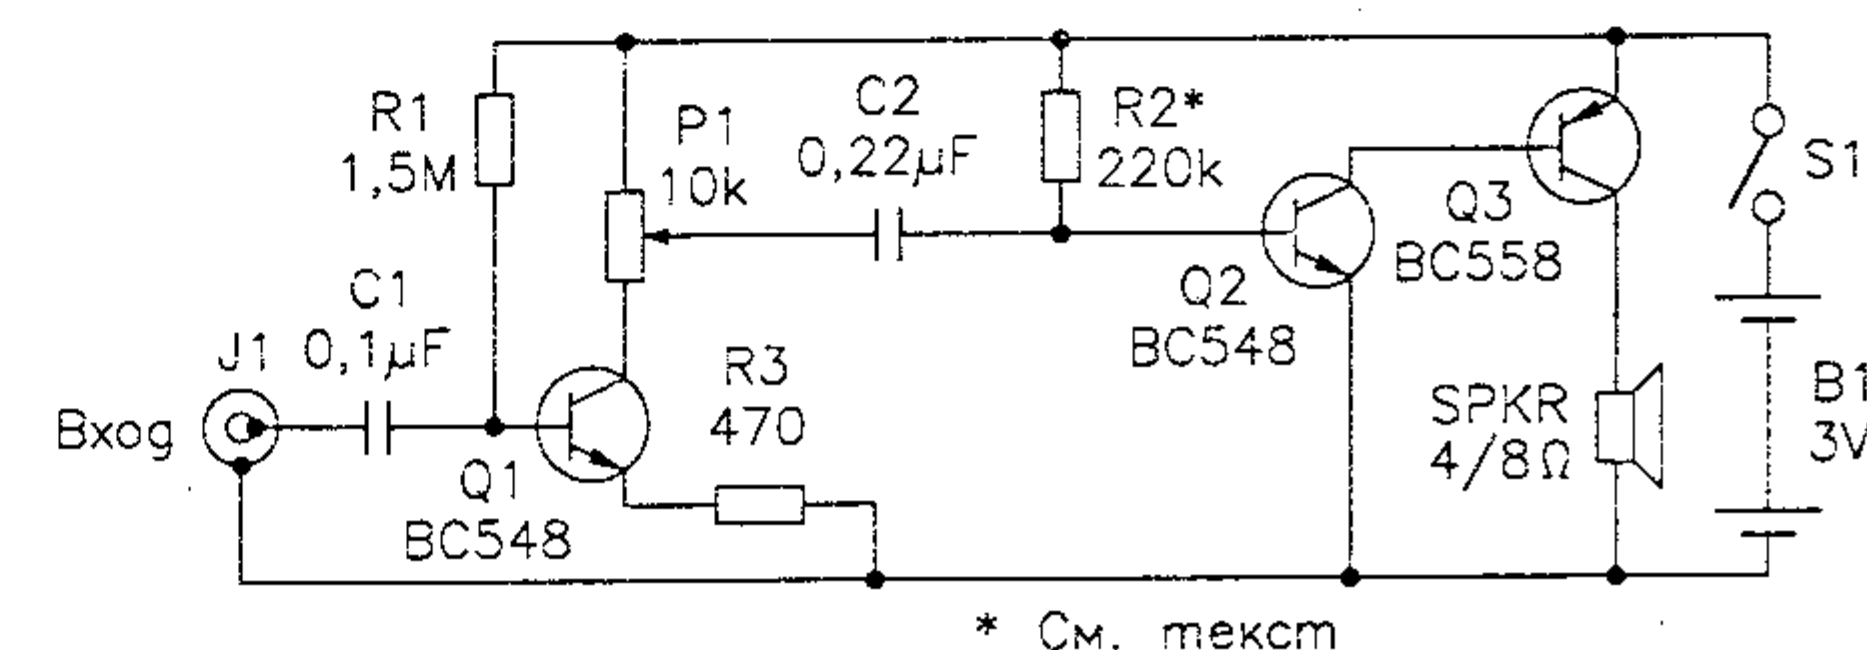 R1
1,5M
P1
10k
C2
0,22µF
R2*
220k
S1
Q3
BC558
C1
0,1µF
J1
Вход
Q1
BC548
R3
470
Q2
BC548
SPKR
4/8Ω
B1
3V
* См. текст